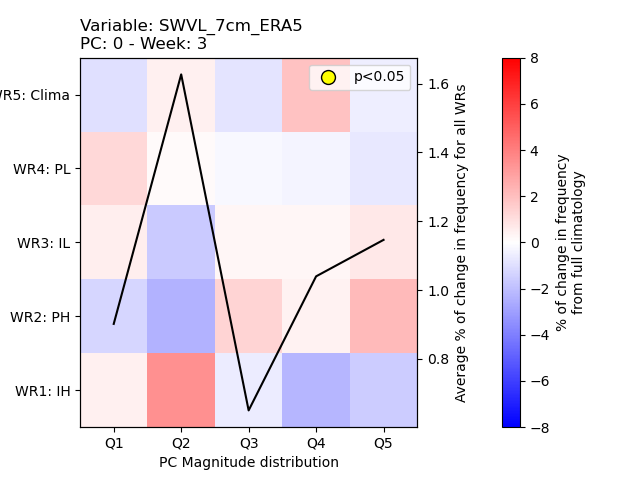 Variable: SWVL_7cm_ERA5
PC: 0 - Week: 3
p<0.05
WR5: Clima
WR4: PL
WR3: IL
WR2: PH
WR1: IH
Q1 Q2 Q3 Q4 Q5
PC Magnitude distribution
1.6
1.4
1.2
1.0
0.8
Average % of change in frequency for all WRs
8
6
4
2
0
−2
−4
−6
−8
% of change in frequency
from full climatology